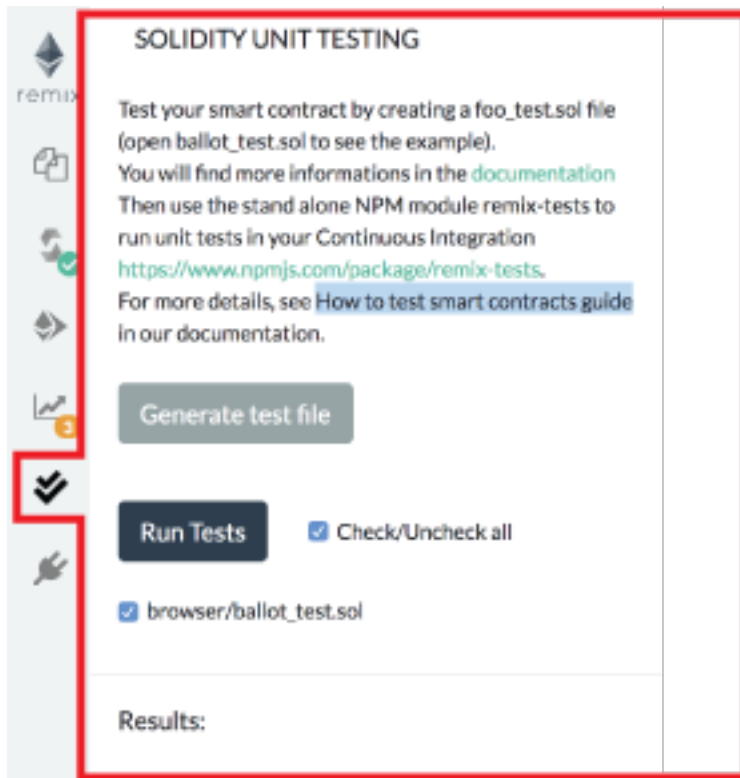 SOLIDITY UNIT TESTING
remix
Test your smart contract by creating a foo_test.sol file
(open ballot_test.sol to see the example).
You will find more informations in the documentation
Then use the stand alone NPM module remix-tests to
run unit tests in your Continuous Integration
https://www.npmjs.com/package/remix-tests.
For more details, see How to test smart contracts guide
in our documentation.
Generate test file
3
Run Tests
Check/Uncheck all
browser/ballot_test.sol
Results: